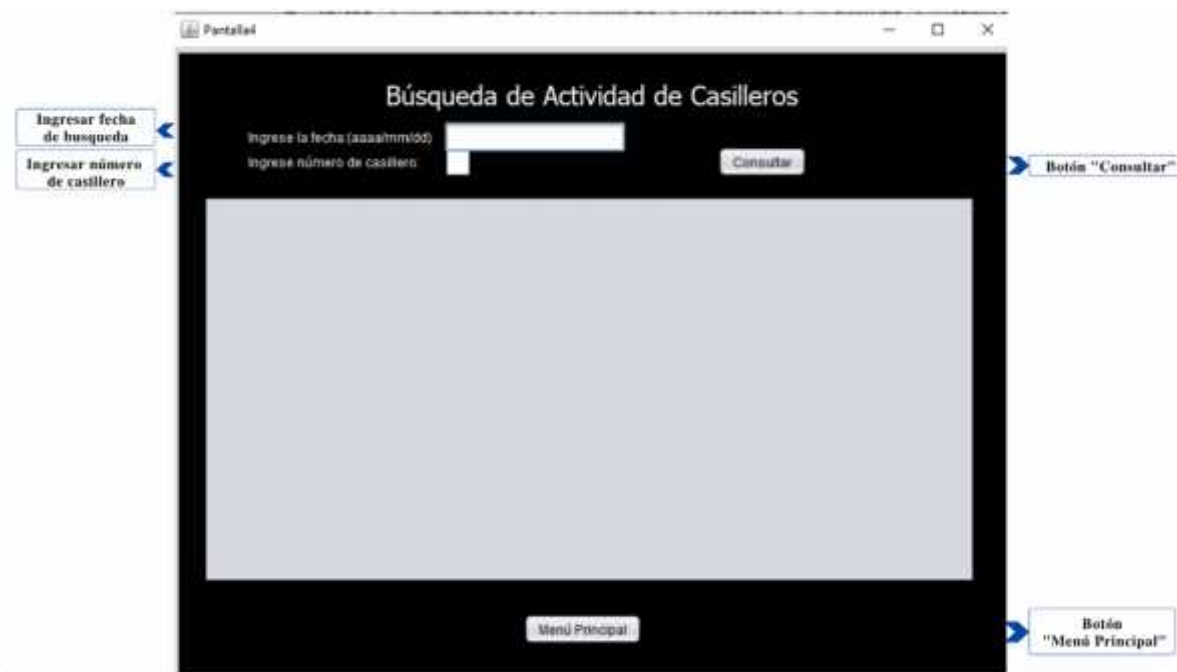 Pantalla4
Búsqueda de Actividad de Casilleros
Ingresar fecha
de busqueda
Ingrese la fecha (aaaa/mm/dd)
Ingresar número
de castillero
Ingrese número de casillero:
Consultar
Botón "Consultar"
Menú Principal
Botón
"Menú Principal"